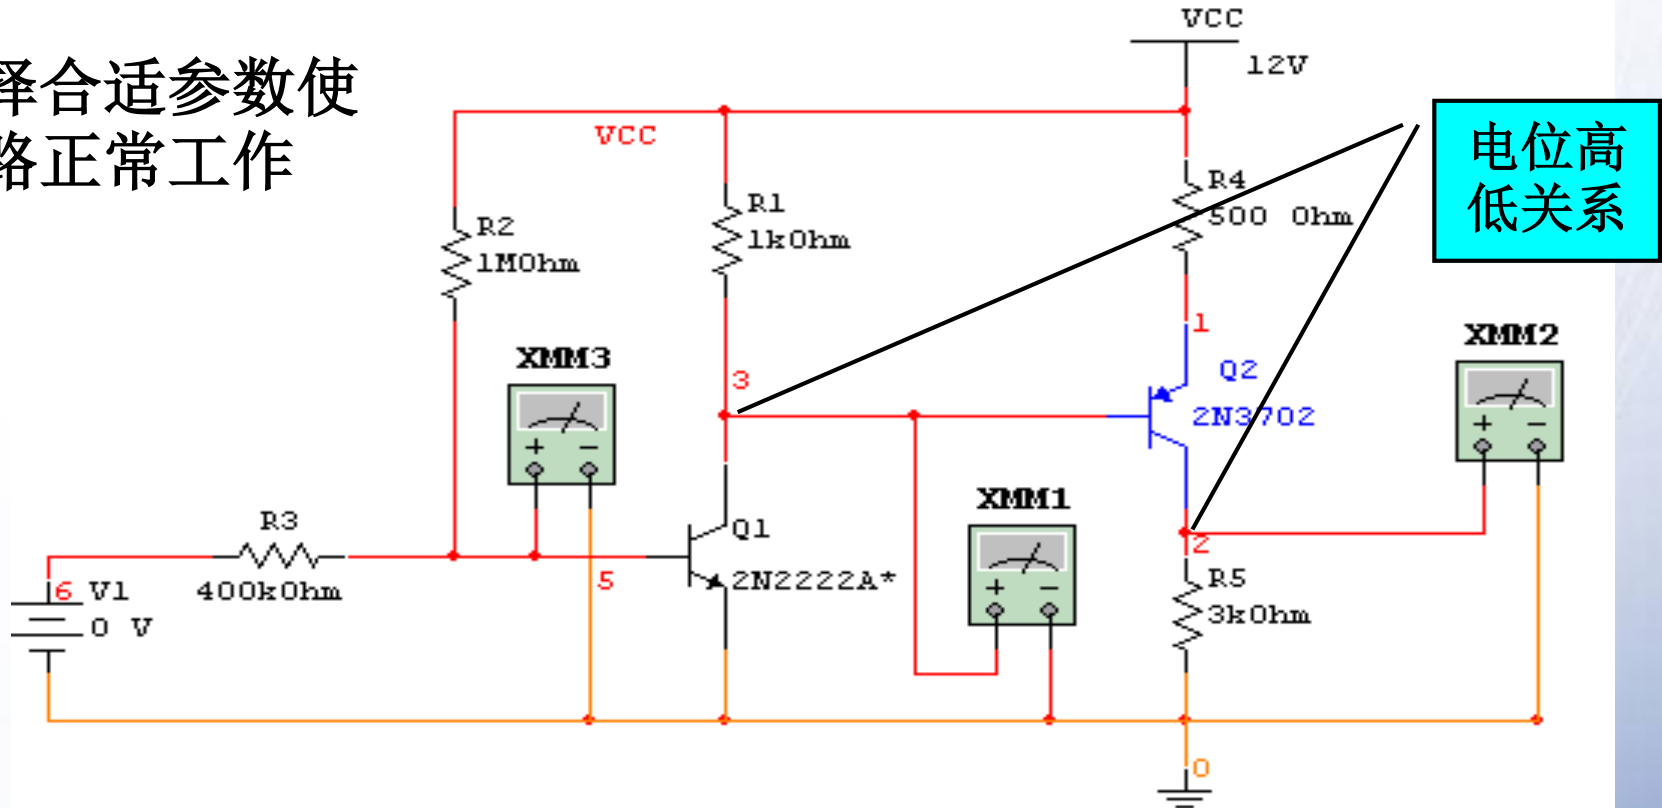 合适参数使
路正常工作
VCC
12V
VCC
电位高
低关系
R4
500 Ohm
R1
1kOhm
R2
1MOhm
1
3
XMM3
+ −
Q2
2N3702
XMM2
+ −
XMM1
+ −
Q1
2N2222A*
R3
400kOhm
5
2
R5
3kOhm
6 V1
0 V
0